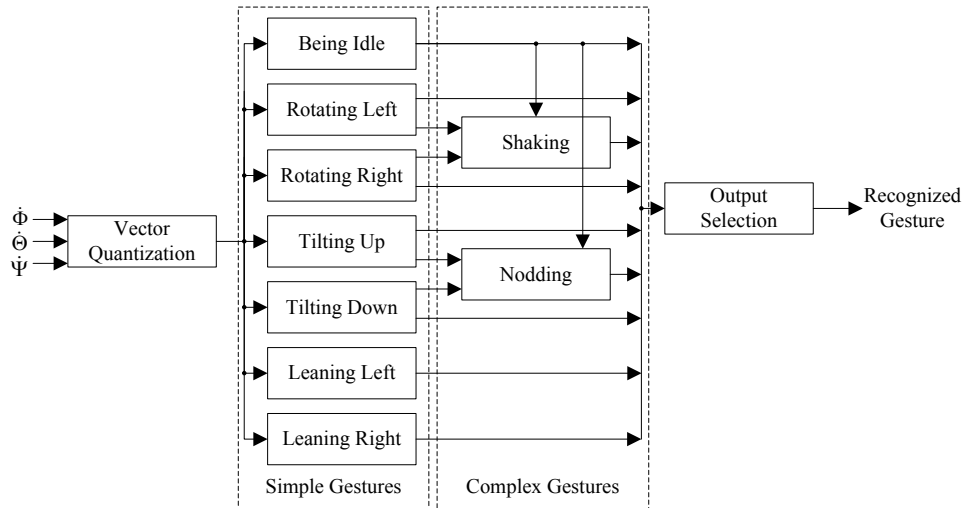 Being Idle
Rotating Left
Shaking
Rotating Right
Φ̇
Θ̇
Ψ̇
Vector
Quantization
Tilting Up
Nodding
Tilting Down
Leaning Left
Leaning Right
Output
Selection
Recognized
Gesture
Simple Gestures
Complex Gestures